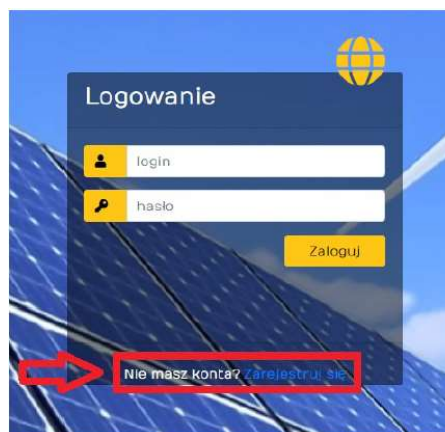 Logowanie
login
hasło
Zaloguj
Nie masz konta? Zarejestruj się